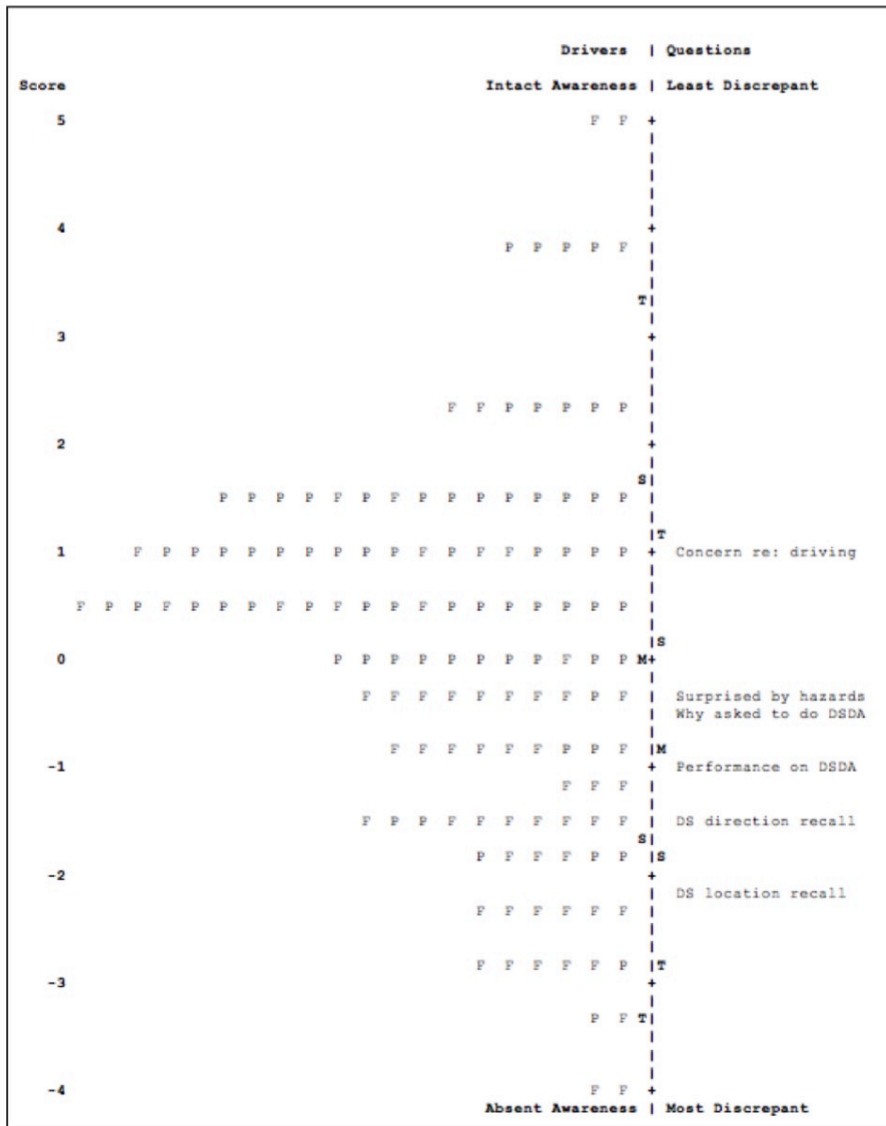 Drivers | Questions
Score Intact Awareness | Least Discrepant
5 F F +
4 +
P P P P F |
T|
3 +
F F P P P P P |
2 +
S|
P P P P F P F P P P P P P P P |
|T
1 F P P P P P P P P P F P F F P P P P + Concern re: driving
F P P F P P P F P F P P F P P P P P P P |
|S
0 P P P P P P P P F P P M+
F F F F F F F F P F | Surprised by hazards
| Why asked to do DSDA
F F F F F F P P F |M
-1 + Performance on DSDA
F F F |
F P P F F F F F F F | DS direction recall
S|
P F F F P P |S
-2 +
| DS location recall
F F F F F F |
F F F F F P |T
-3 +
P F T|
-4 F F +
Absent Awareness | Most Discrepant